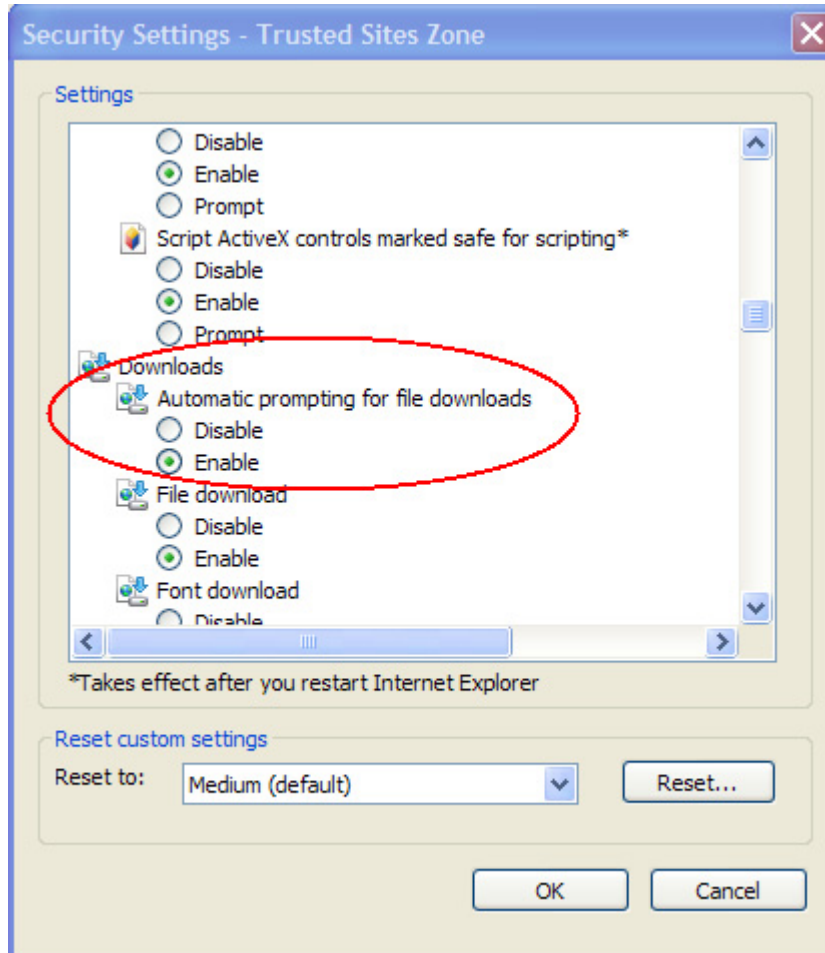 Security Settings - Trusted Sites Zone
Settings
Disable
Enable
Prompt
Script ActiveX controls marked safe for scripting*
Disable
Enable
Prompt
Downloads
Automatic prompting for file downloads
Disable
Enable
File download
Disable
Enable
Font download
Disable
*Takes effect after you restart Internet Explorer
Reset custom settings
Reset to: Medium (default) Reset...
OK Cancel